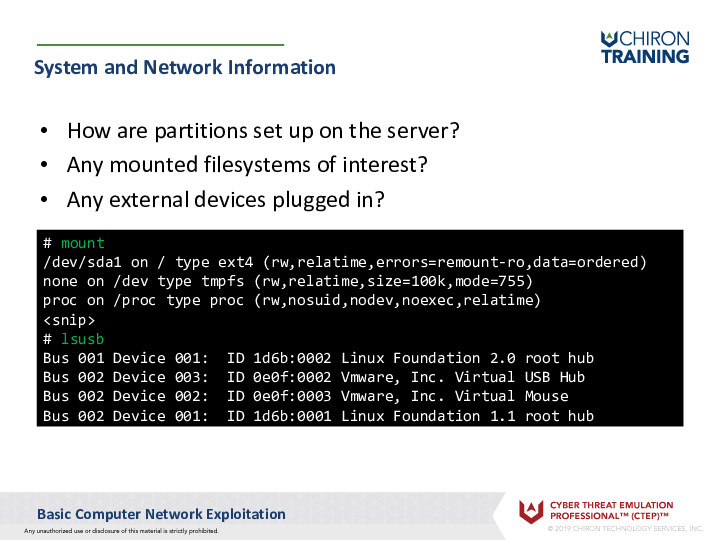 CHIRON
TRAINING
System and Network Information
• How are partitions set up on the server?
• Any mounted filesystems of interest?
• Any external devices plugged in?
# mount
/dev/sda1 on / type ext4 (rw,relatime,errors=remount-ro,data=ordered)
none on /dev type tmpfs (rw,relatime,size=100k,mode=755)
proc on /proc type proc (rw,nosuid,nodev,noexec,relatime)
<snip>
# lsusb
Bus 001 Device 001:  ID 1d6b:0002 Linux Foundation 2.0 root hub
Bus 002 Device 003:  ID 0e0f:0002 Vmware, Inc. Virtual USB Hub
Bus 002 Device 002:  ID 0e0f:0003 Vmware, Inc. Virtual Mouse
Bus 002 Device 001:  ID 1d6b:0001 Linux Foundation 1.1 root hub
Basic Computer Network Exploitation
Any unauthorized use or disclosure of this material is strictly prohibited.
CYBER THREAT EMULATION
PROFESSIONAL™ (CTEP)™
© 2019 CHIRON TECHNOLOGY SERVICES, INC.